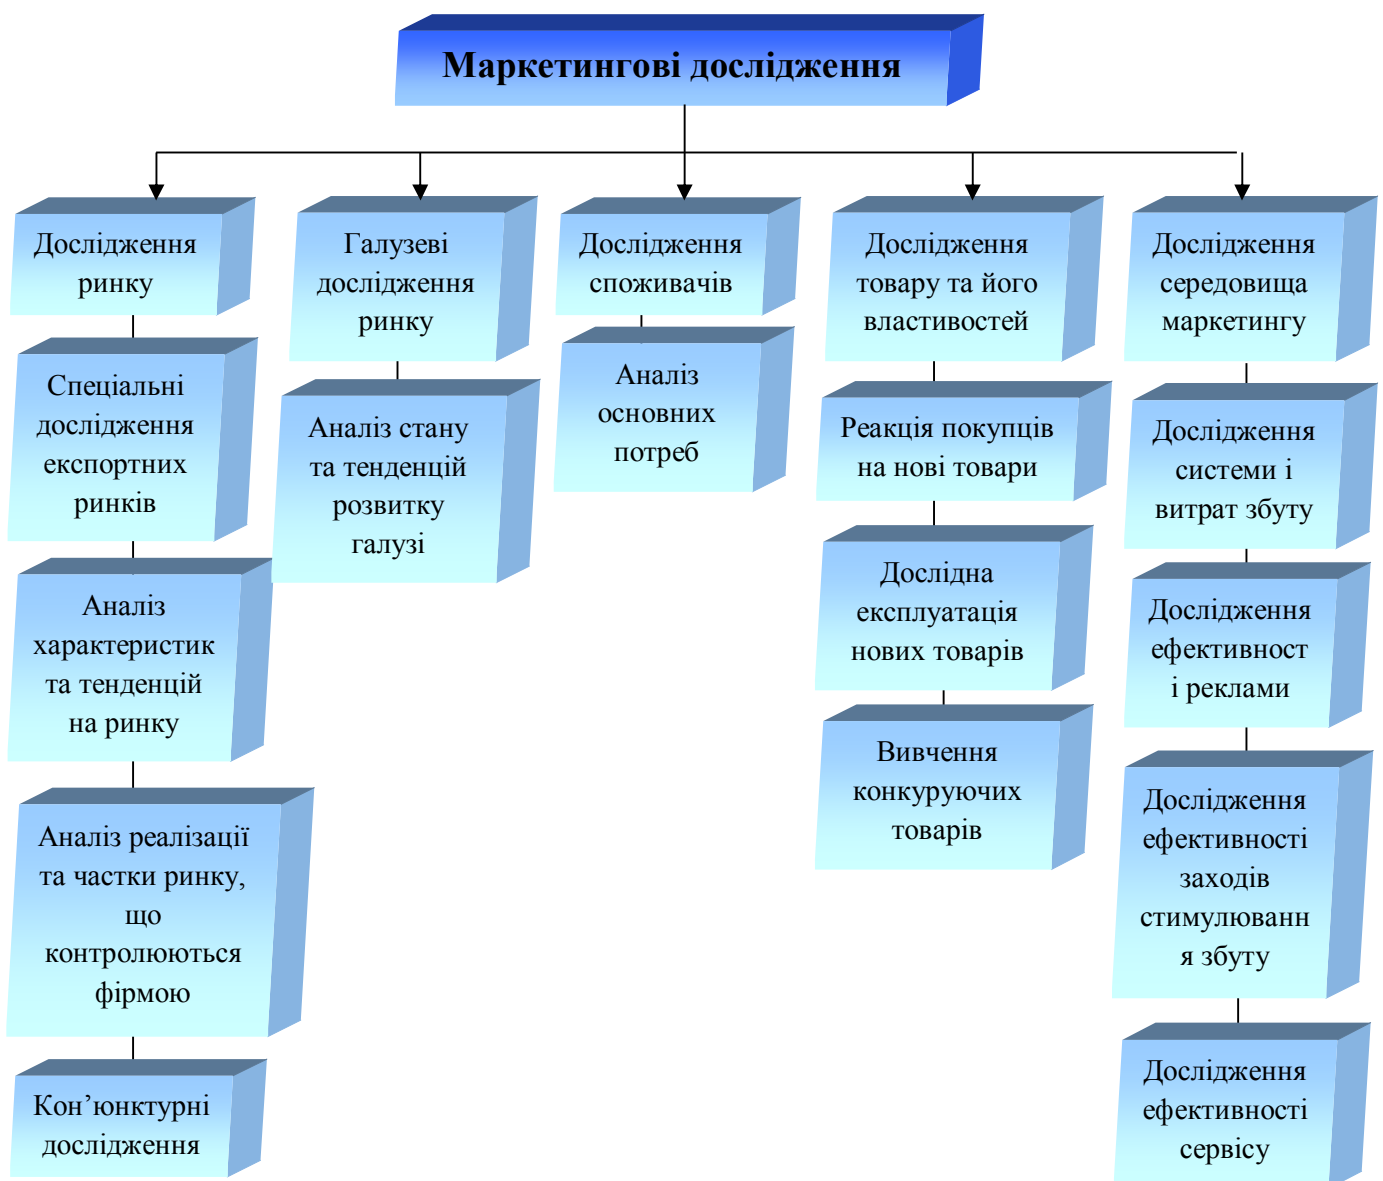 Маркетингові дослідження
Дослідження
ринку
Спеціальні
дослідження
експортних
ринків
Аналіз
характеристик
та тенденцій
на ринку
Аналіз реалізації
та частки ринку,
що
контролюються
фірмою
Кон’юнктурні
дослідження
Галузеві
дослідження
ринку
Аналіз стану
та тенденцій
розвитку
галузі
Дослідження
споживачів
Аналіз
основних
потреб
Дослідження
товару та його
властивостей
Реакція покупців
на нові товари
Дослідна
експлуатація
нових товарів
Вивчення
конкуруючих
товарів
Дослідження
середовища
маркетингу
Дослідження
системи і
витрат збуту
Дослідження
ефективност
і реклами
Дослідження
ефективності
заходів
стимулюванн
я збуту
Дослідження
ефективності
сервісу